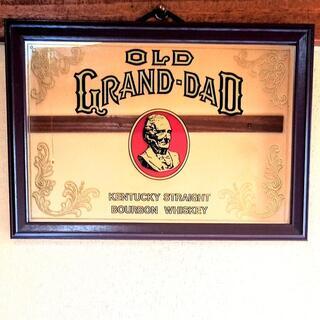 OLD
GRAND-DAD
KENTUCKY STRAIGHT
BOURBON WHISKEY